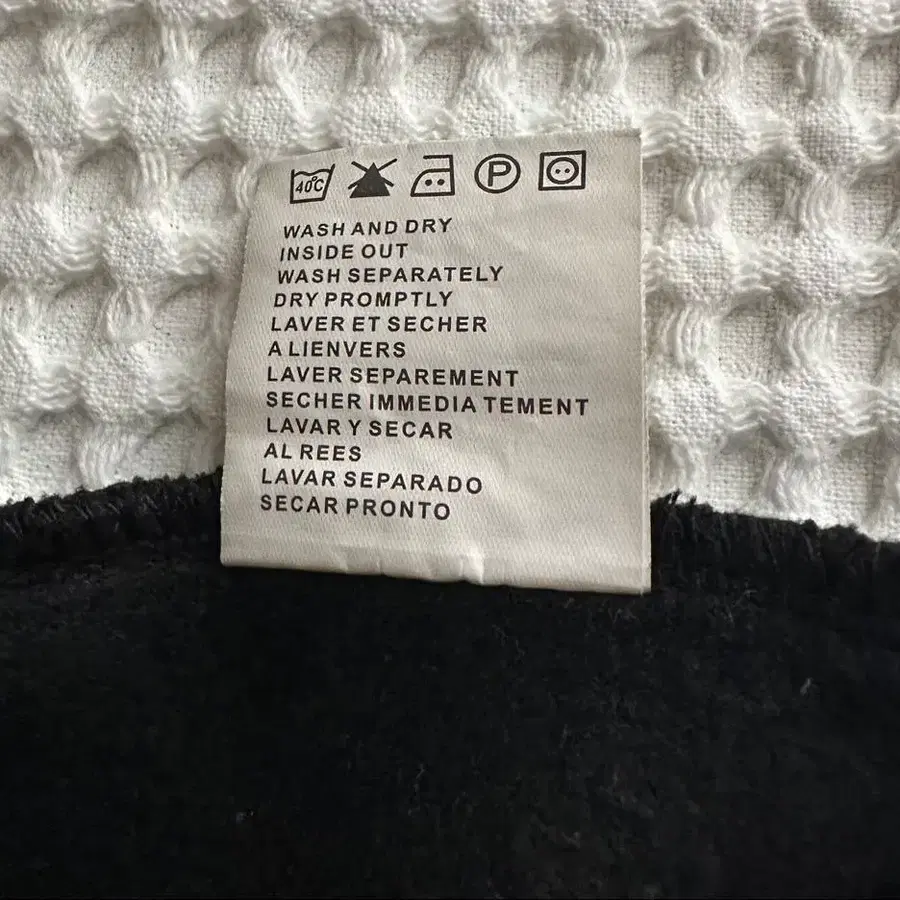 40°C P
WASH AND DRY
INSIDE OUT
WASH SEPARATELY
DRY PROMPTLY
LAVER ET SECHER
A LIENVERS
LAVER SEPAREMENT
SECHER IMMEDIA TEMENT
LAVAR Y SECAR
AL REES
LAVAR SEPARADO
SECAR PRONTO